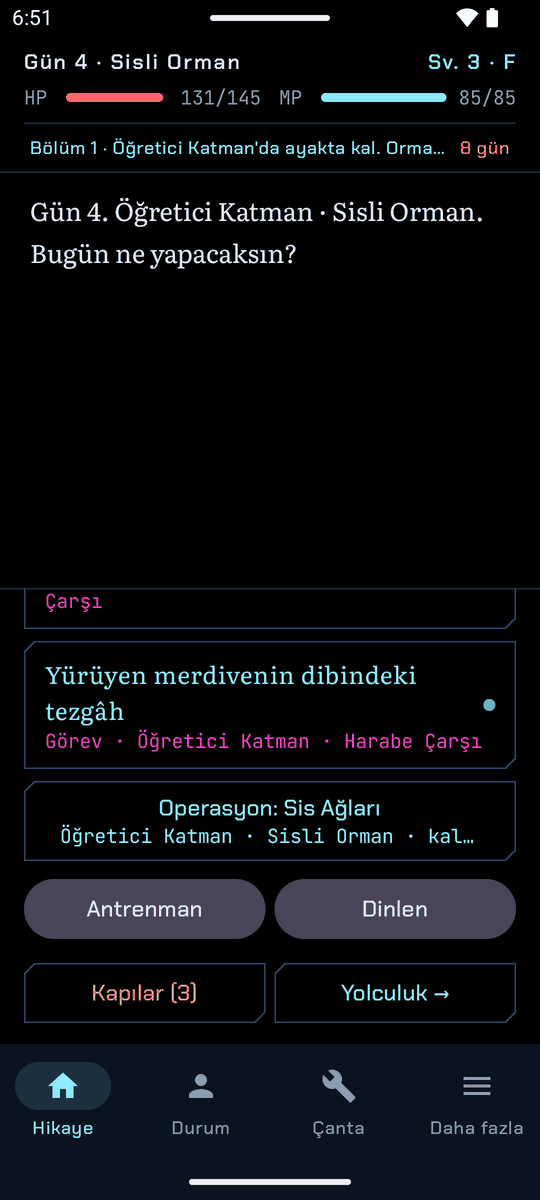 6:51
Gün 4 · Sisli Orman
Sv. 3 · F
HP 131/145 MP 85/85
Bölüm 1 · Öğretici Katman'da ayakta kal. Orma… 8 gün
Gün 4. Öğretici Katman · Sisli Orman.
Bugün ne yapacaksın?
Çarşı
Yürüyen merdivenin dibindeki
tezgâh
Görev · Öğretici Katman · Harabe Çarşı
Operasyon: Sis Ağları
Öğretici Katman · Sisli Orman · kal…
Antrenman
Dinlen
Kapılar (3)
Yolculuk →
Hikaye
Durum
Çanta
Daha fazla